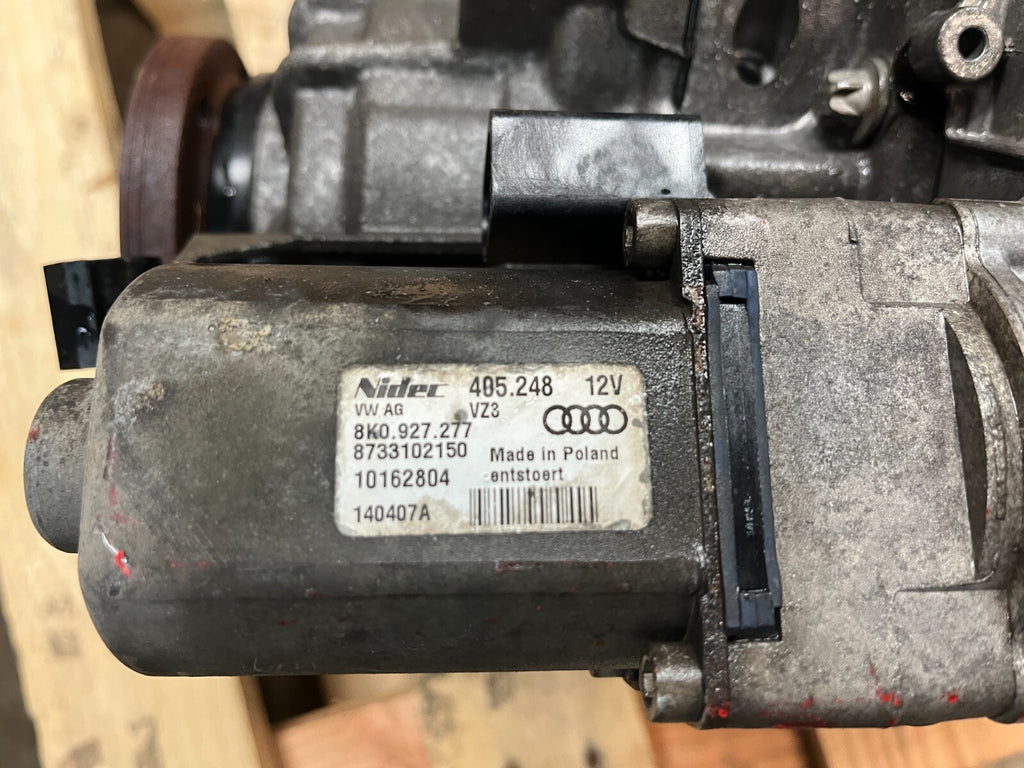 Nidec 405.248 12V
VW AG VZ3
8K0.927.277
8733102150 Made in Poland
10162804 entstoert
140407A